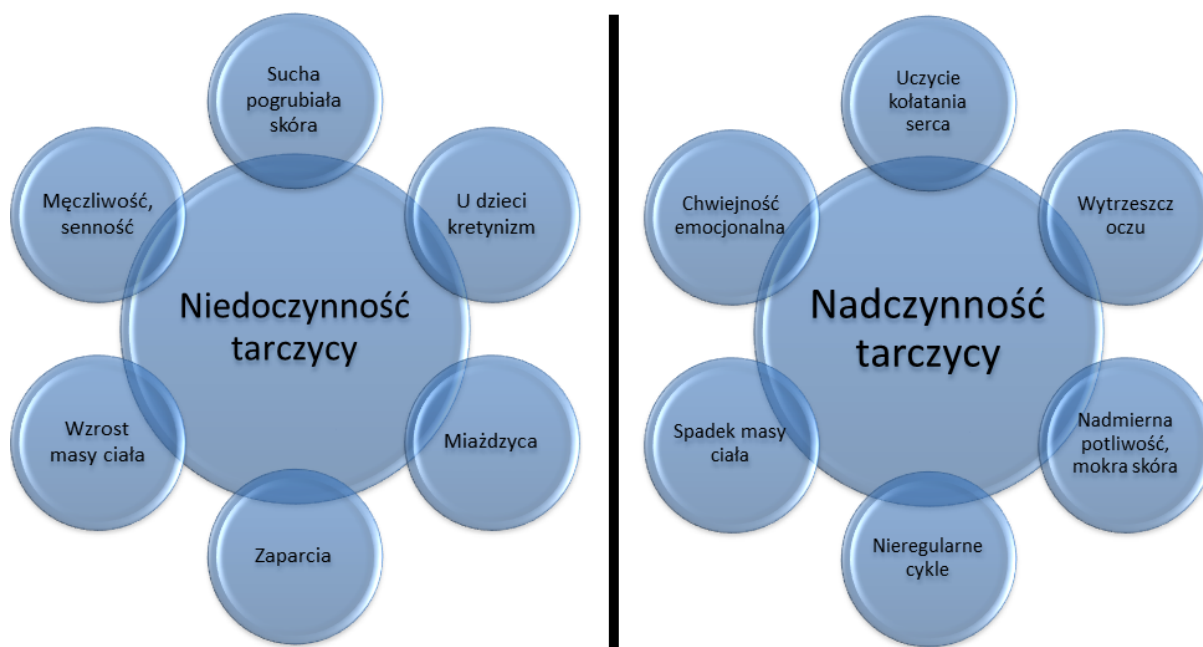 Sucha
pogrubiała
skóra
Męczliwość,
senność
U dzieci
kretynizm
Niedoczynność
tarczycy
Wzrost
masy ciała
Miażdzyca
Zaparcia
Uczycie
kołatania
serca
Chwiejność
emocjonalna
Wytrzeszcz
oczu
Nadczynność
tarczycy
Spadek masy
ciała
Nadmierna
potliwość,
mokra skóra
Nieregularne
cykle